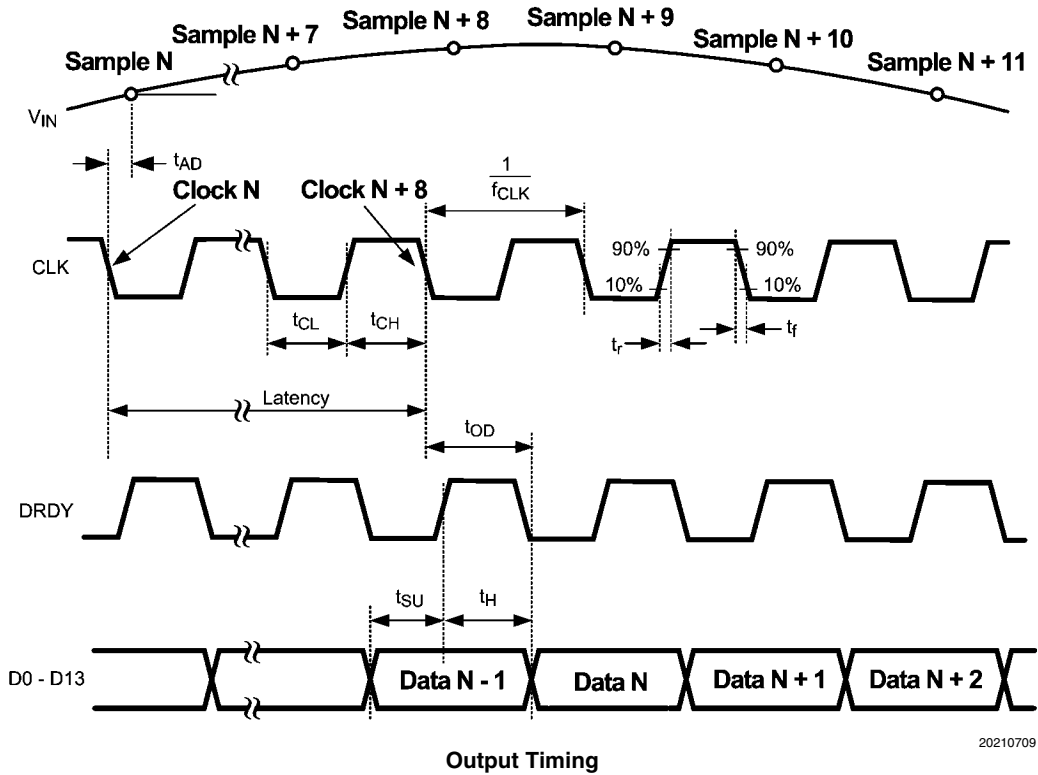 Sample N
Sample N + 7
Sample N + 8
Sample N + 9
Sample N + 10
Sample N + 11
VIN
tAD
Clock N
Clock N + 8
1
fCLK
CLK
90%
10%
90%
10%
tCL
tCH
tr
tf
Latency
tOD
DRDY
tSU
tH
D0 - D13
Data N - 1
Data N
Data N + 1
Data N + 2
20210709
Output Timing